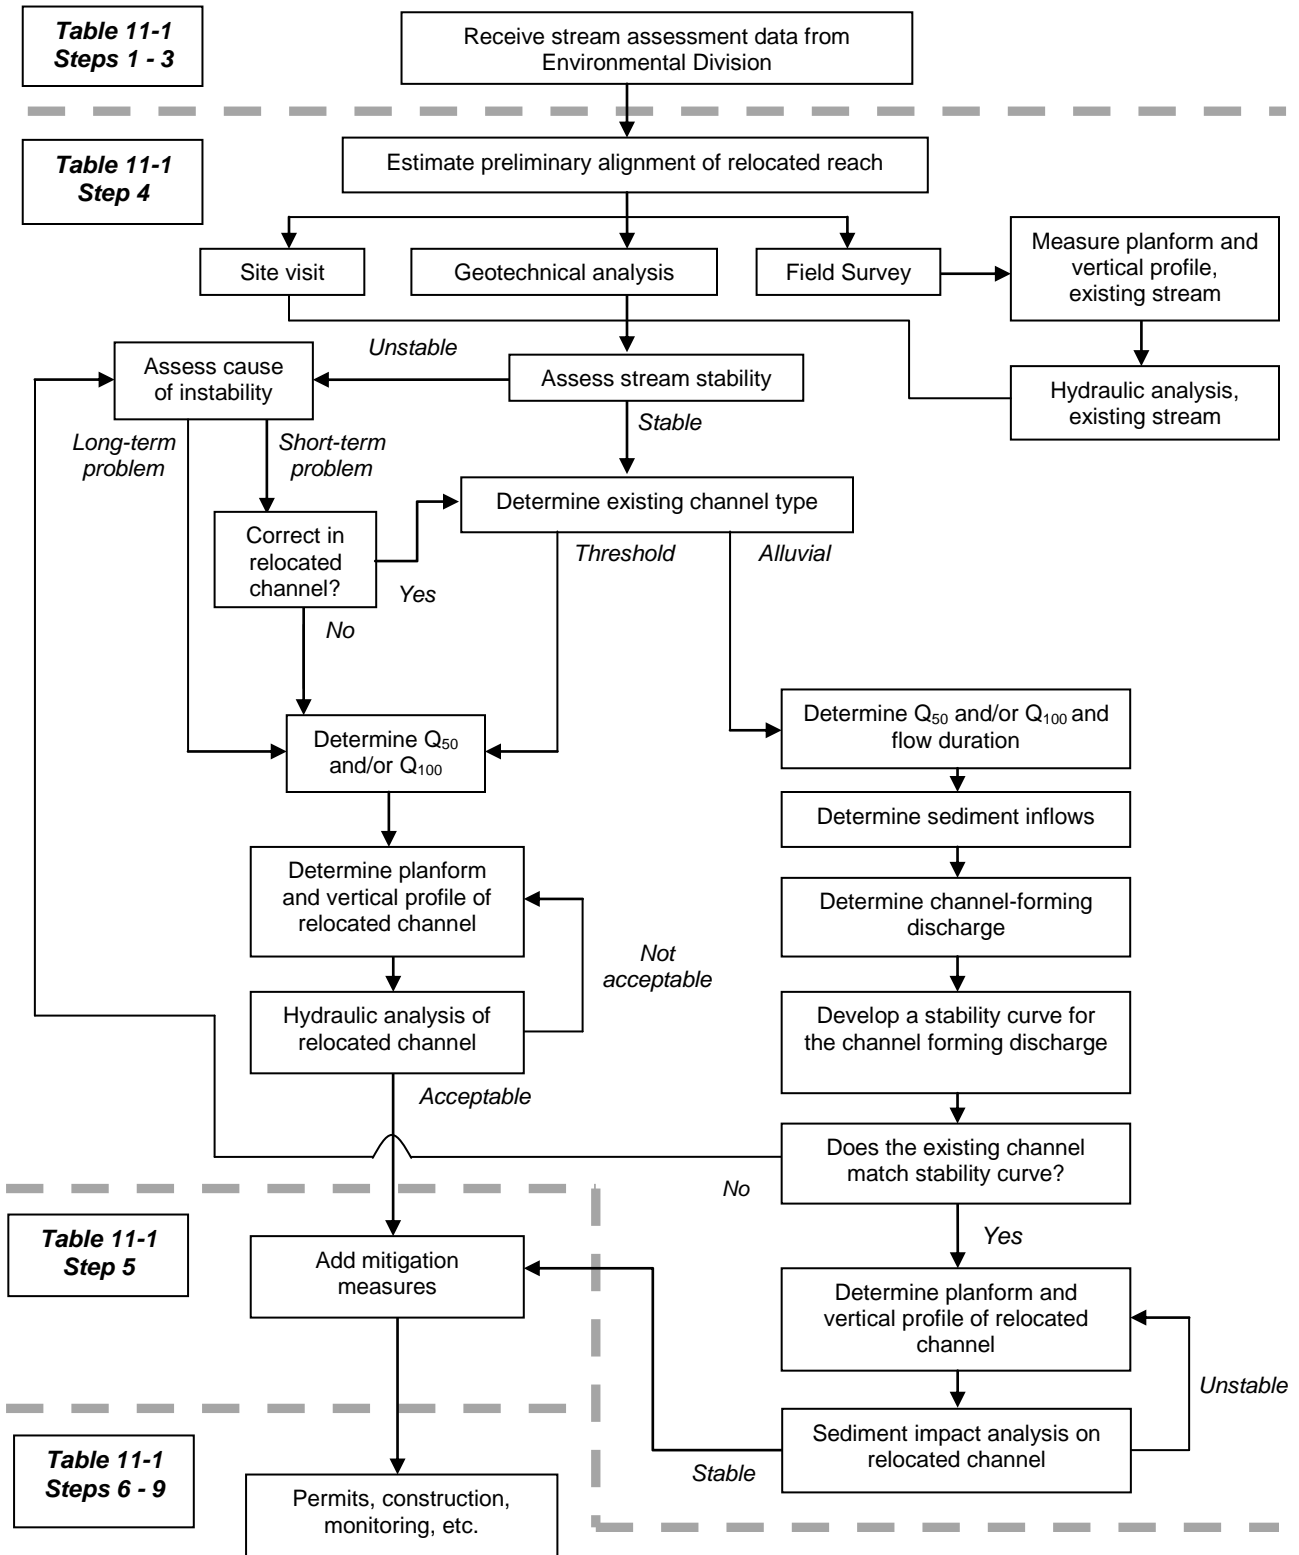 Table 11-1
Steps 1 - 3
Receive stream assessment data from
Environmental Division
Table 11-1
Step 4
Estimate preliminary alignment of relocated reach
Site visit
Geotechnical analysis
Field Survey
Measure planform and
vertical profile,
existing stream
Unstable
Assess cause
of instability
Assess stream stability
Hydraulic analysis,
existing stream
Long-term
problem
Short-term
problem
Stable
Determine existing channel type
Correct in
relocated
channel?
Yes
No
Threshold
Alluvial
Determine Q50
and/or Q100
Determine Q50 and/or Q100 and
flow duration
Determine sediment inflows
Determine planform
and vertical profile of
relocated channel
Determine channel-forming
discharge
Not
acceptable
Hydraulic analysis of
relocated channel
Develop a stability curve for
the channel forming discharge
Acceptable
Does the existing channel
match stability curve?
No
Yes
Table 11-1
Step 5
Add mitigation
measures
Determine planform and
vertical profile of relocated
channel
Unstable
Sediment impact analysis on
relocated channel
Stable
Table 11-1
Steps 6 - 9
Permits, construction,
monitoring, etc.